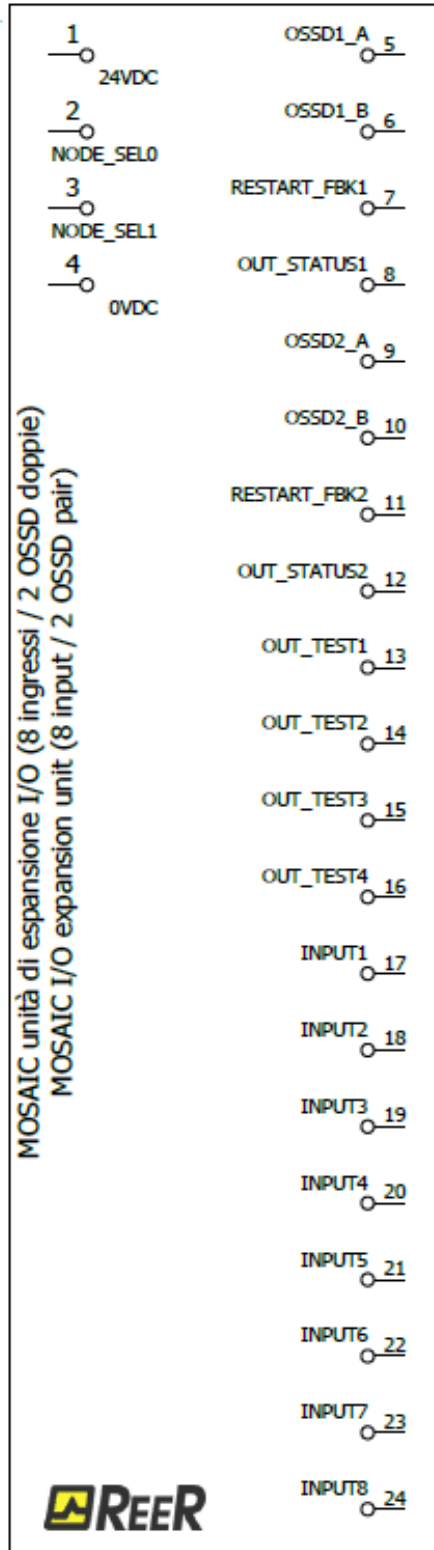 1
24VDC
2
NODE_SEL0
3
NODE_SEL1
4
0VDC
OSSD1_A 5
OSSD1_B 6
RESTART_FBK1 7
OUT_STATUS1 8
OSSD2_A 9
OSSD2_B 10
RESTART_FBK2 11
OUT_STATUS2 12
OUT_TEST1 13
OUT_TEST2 14
OUT_TEST3 15
OUT_TEST4 16
INPUT1 17
INPUT2 18
INPUT3 19
INPUT4 20
INPUT5 21
INPUT6 22
INPUT7 23
INPUT8 24
MOSAIC unità di espansione I/O (8 ingressi / 2 OSSD doppie)
MOSAIC I/O expansion unit (8 input / 2 OSSD pair)
REER